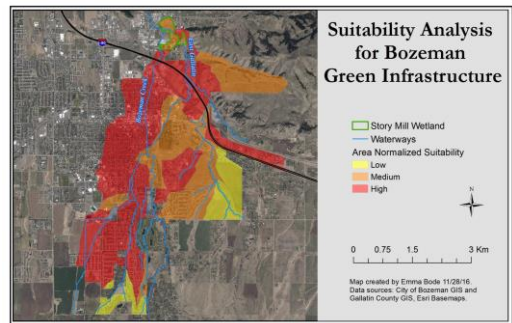 Suitability Analysis
for Bozeman
Green Infrastructure
Bozeman Creek
Story Mill Wetland
Waterways
Area Normalized Suitability
Low
Medium
High
N
0 0.75 1.5 3 Km
Map created by Emma Bode 11/28/16.
Data sources: City of Bozeman GIS and
Gallatin County GIS, Esri Basemaps.